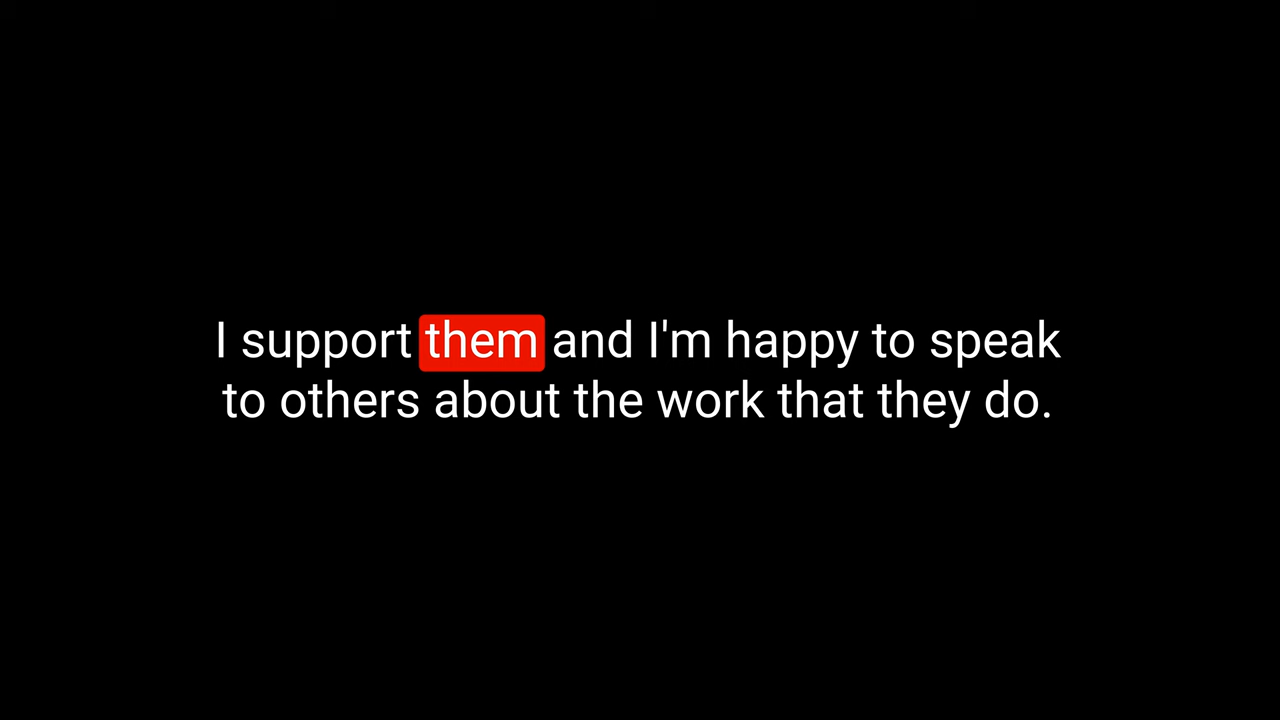 I support them and I'm happy to speak
to others about the work that they do.